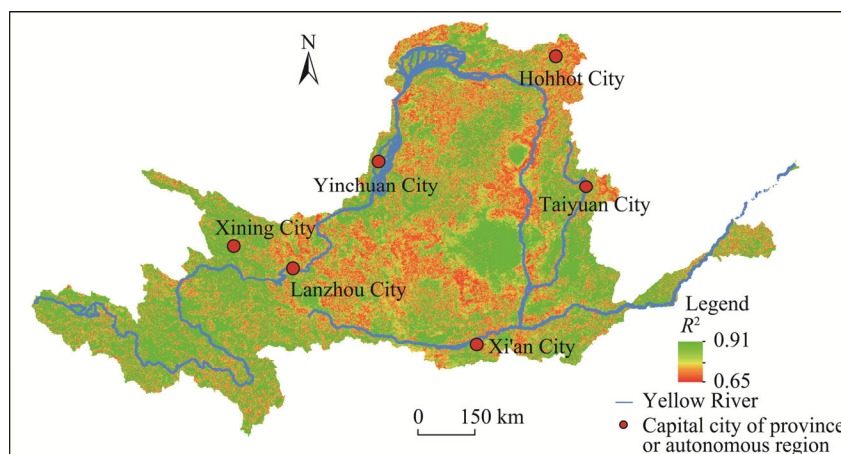 N
Hohhot City
Yinchuan City
Taiyuan City
Xining City
Lanzhou City
Xi'an City
Legend
R²
0.91
0.65
Yellow River
0 150 km
Capital city of province
or autonomous region